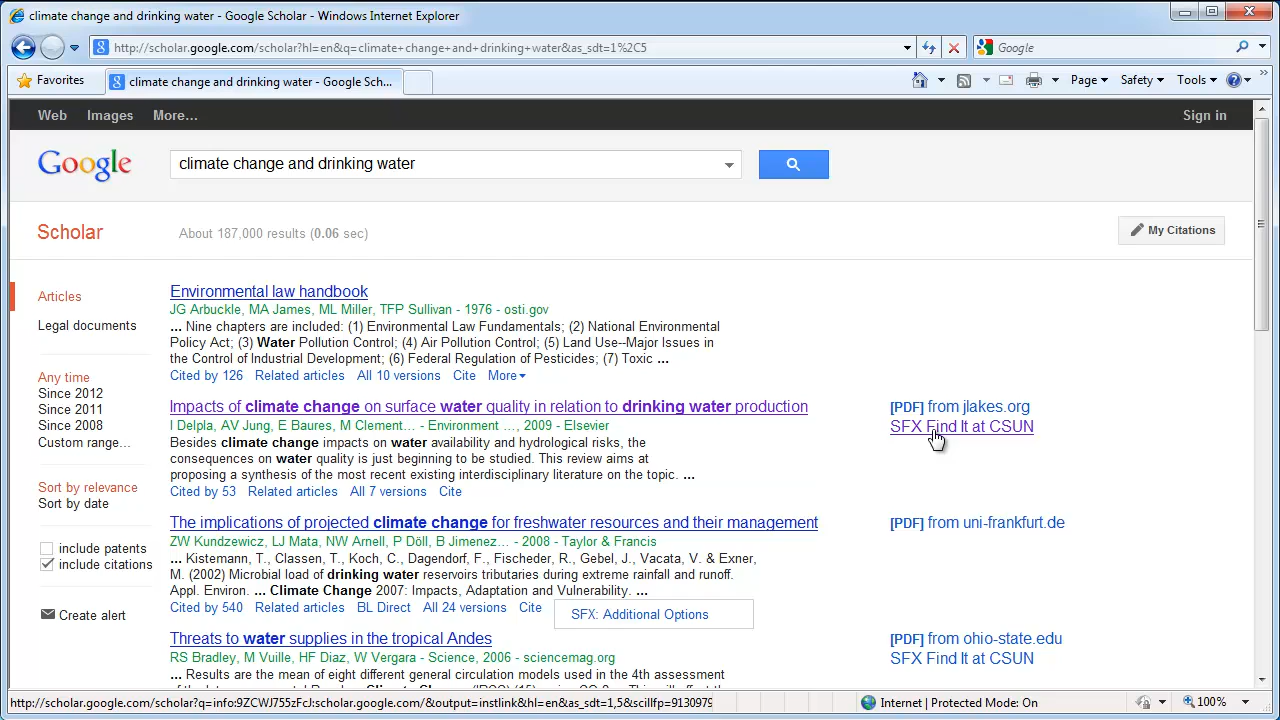 climate change and drinking water - Google Scholar - Windows Internet Explorer
http://scholar.google.com/scholar?hl=en&q=climate+change+and+drinking+water&as_sdt=1%2C5
Google
Favorites
climate change and drinking water - Google Sch...
Page
Safety
Tools
Web Images More...
Sign in
Google
climate change and drinking water
Scholar
About 187,000 results (0.06 sec)
My Citations
Articles
Legal documents
Any time
Since 2012
Since 2011
Since 2008
Custom range...
Sort by relevance
Sort by date
include patents
include citations
Create alert
Environmental law handbook
JG Arbuckle, MA James, ML Miller, TFP Sullivan - 1976 - osti.gov
... Nine chapters are included: (1) Environmental Law Fundamentals; (2) National Environmental
Policy Act; (3) Water Pollution Control; (4) Air Pollution Control; (5) Land Use--Major Issues in
the Control of Industrial Development; (6) Federal Regulation of Pesticides; (7) Toxic ...
Cited by 126 Related articles All 10 versions Cite More
Impacts of climate change on surface water quality in relation to drinking water production
I Delpla, AV Jung, E Baures, M Clement... - Environment ..., 2009 - Elsevier
Besides climate change impacts on water availability and hydrological risks, the
consequences on water quality is just beginning to be studied. This review aims at
proposing a synthesis of the most recent existing interdisciplinary literature on the topic. ...
Cited by 53 Related articles All 7 versions Cite
[PDF] from jlakes.org
SFX Find It at CSUN
The implications of projected climate change for freshwater resources and their management
ZW Kundzewicz, LJ Mata, NW Arnell, P Döll, B Jimenez... - 2008 - Taylor & Francis
... Kistemann, T., Classen, T., Koch, C., Dangendorf, F., Fischeder, R., Gebel, J., Vacata, V. & Exner,
M. (2002) Microbial load of drinking water reservoirs tributaries during extreme rainfall and runoff.
Appl. Environ. ... Climate Change 2007: Impacts, Adaptation and Vulnerability. ...
Cited by 540 Related articles BL Direct All 24 versions Cite
SFX: Additional Options
[PDF] from uni-frankfurt.de
Threats to water supplies in the tropical Andes
RS Bradley, M Vuille, HF Diaz, W Vergara - Science, 2006 - sciencemag.org
... Results are the mean of eight different general circulation models used in the 4th assessment
[PDF] from ohio-state.edu
SFX Find It at CSUN
http://scholar.google.com/scholar?q=info:9ZCWJ755zFcJ:scholar.google.com/&output=instlink&hl=en&as_sdt=1,5&scillfp=9130979
Internet | Protected Mode: On
100%